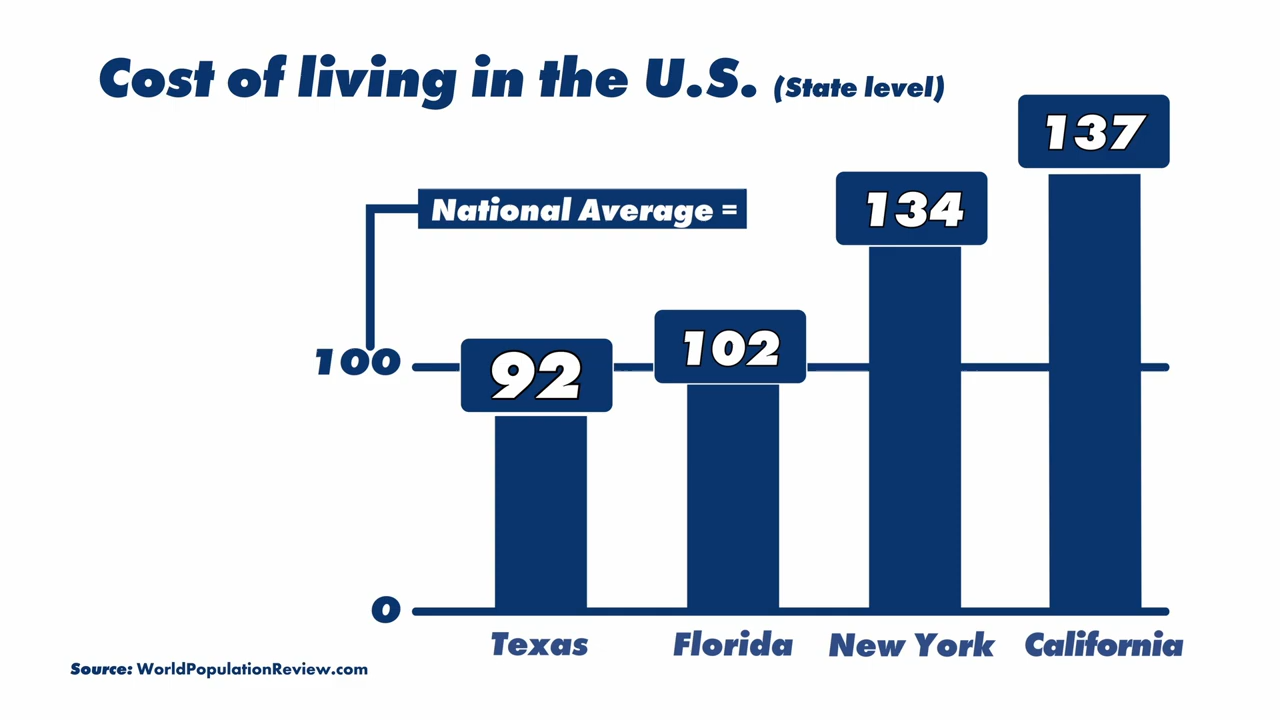 Cost of living in the U.S. (State level)
137
134
National Average =
102
100
92
0
Texas Florida New York California
Source: WorldPopulationReview.com